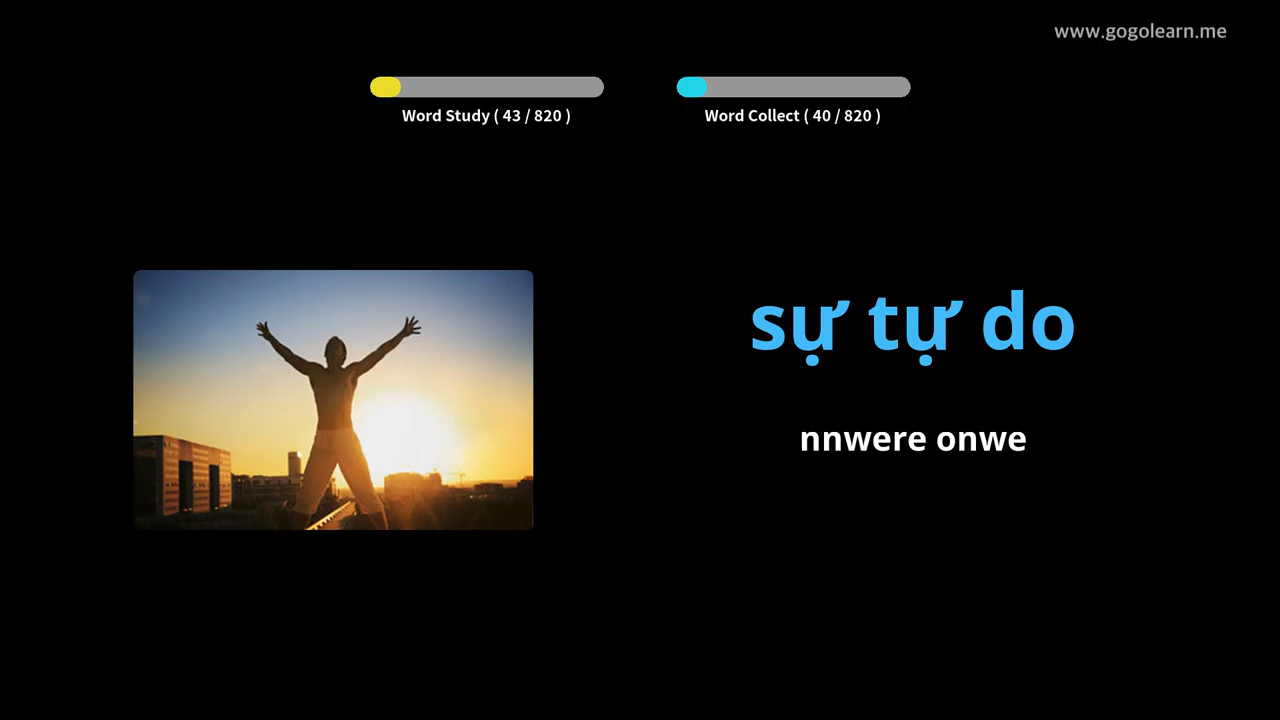 www.gogolearn.me
Word Study ( 43 / 820 )
Word Collect ( 40 / 820 )
sự tự do
nnwere onwe